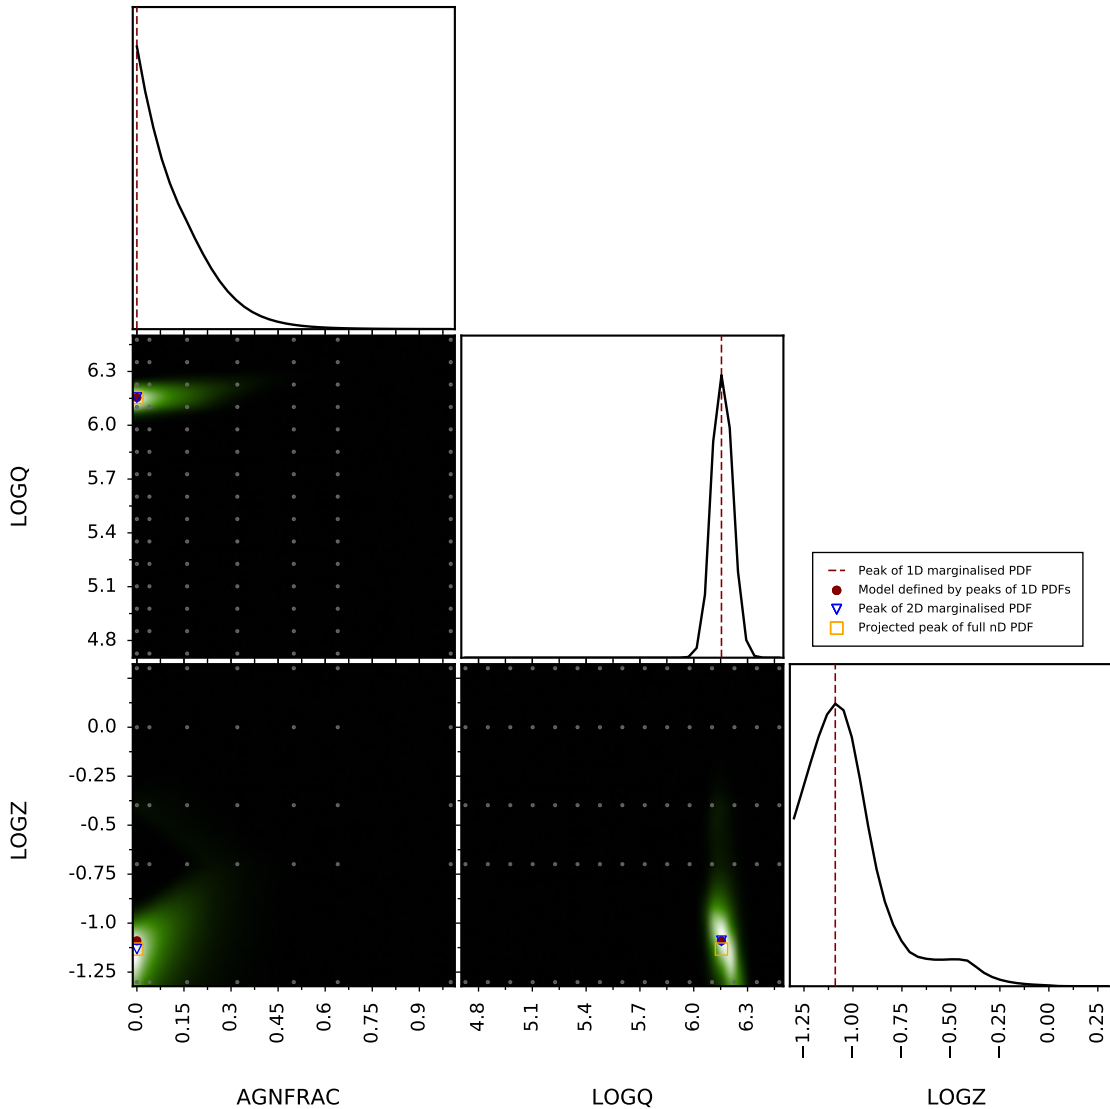 6.3
6.0
5.7
5.4
5.1
4.8
LOGQ
Peak of 1D marginalised PDF
Model defined by peaks of 1D PDFs
Peak of 2D marginalised PDF
Projected peak of full nD PDF
0.0
-0.25
-0.5
-0.75
-1.0
-1.25
LOGZ
0.0 0.15 0.3 0.45 0.6 0.75 0.9
4.8 5.1 5.4 5.7 6.0 6.3
−1.25 −1.00 −0.75 −0.50 −0.25 0.00 0.25
AGNFRAC LOGQ LOGZ